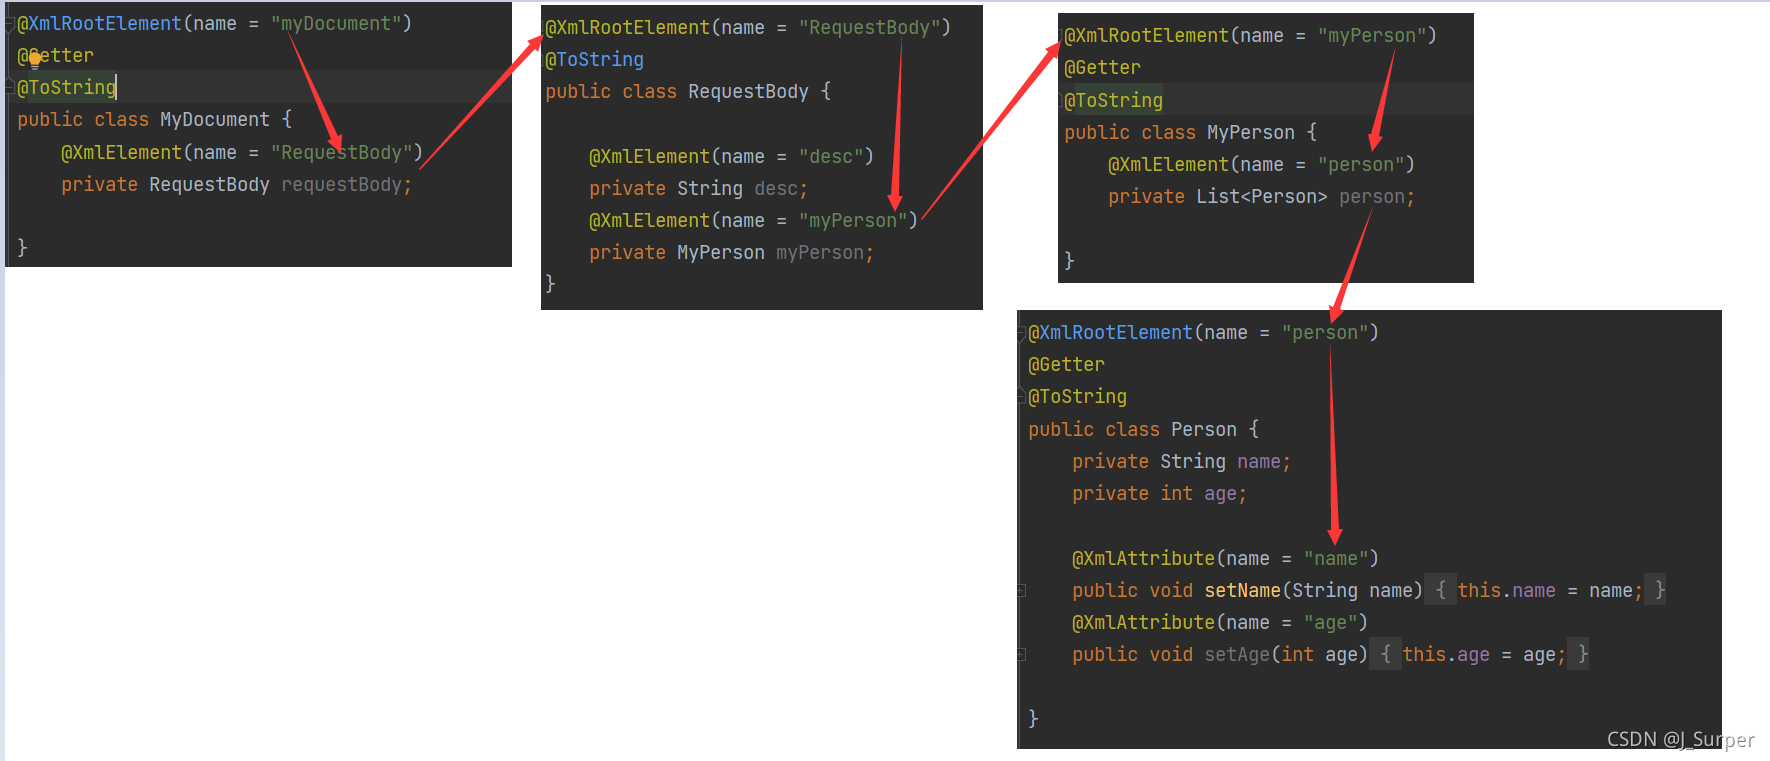 @XmlRootElement(name = "myDocument")
@Getter
@ToString
public class MyDocument {
@XmlElement(name = "RequestBody")
private RequestBody requestBody;
}
@XmlRootElement(name = "RequestBody")
@ToString
public class RequestBody {
@XmlElement(name = "desc")
private String desc;
@XmlElement(name = "myPerson")
private MyPerson myPerson;
}
@XmlRootElement(name = "myPerson")
@Getter
@ToString
public class MyPerson {
@XmlElement(name = "person")
private List<Person> person;
}
@XmlRootElement(name = "person")
@Getter
@ToString
public class Person {
private String name;
private int age;
@XmlAttribute(name = "name")
public void setName(String name) { this.name = name; }
@XmlAttribute(name = "age")
public void setAge(int age) { this.age = age; }
}
CSDN @J_Surper